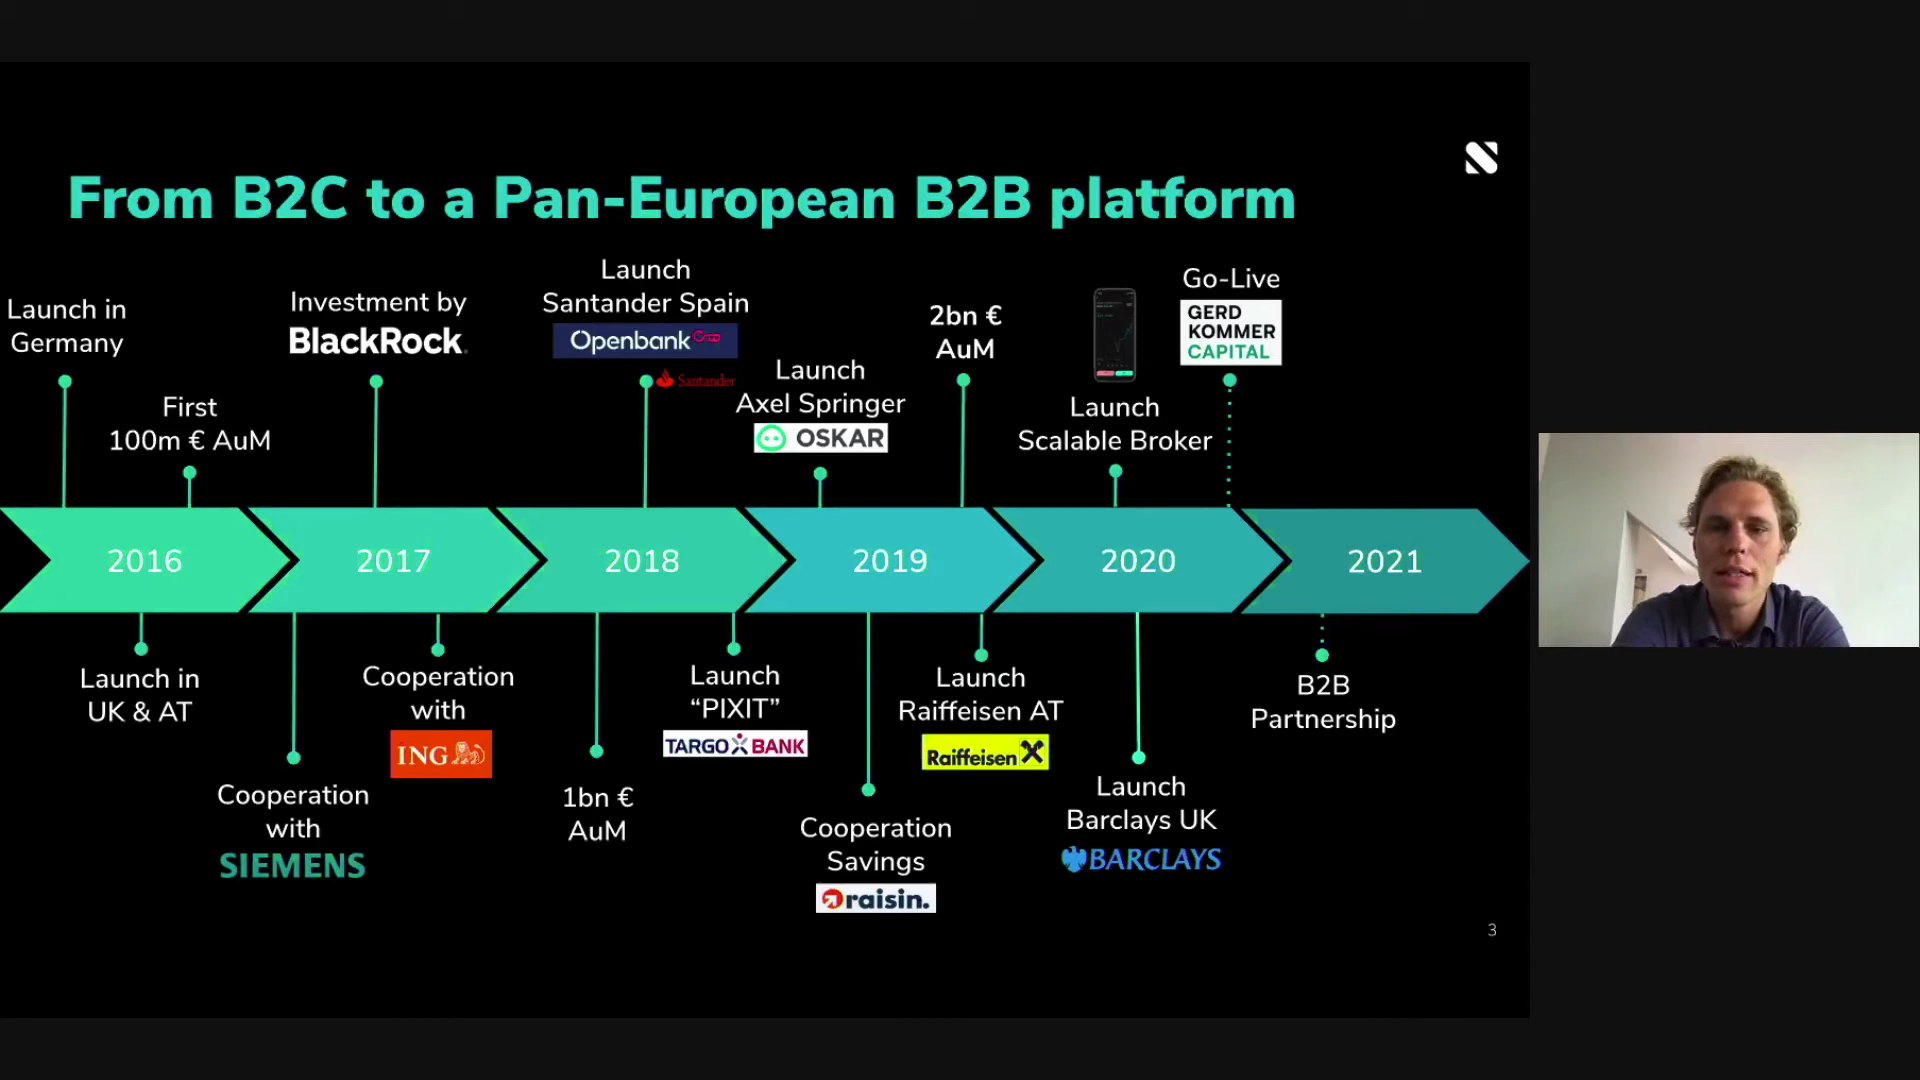 From B2C to a Pan-European B2B platform
Launch in
Germany
First
100m € AuM
Investment by
BlackRock.
Launch
Santander Spain
Openbank
Santander
Launch
Axel Springer
OSKAR
2bn €
AuM
Launch
Scalable Broker
Go-Live
GERD
KOMMER
CAPITAL
2016
2017
2018
2019
2020
2021
Launch in
UK & AT
Cooperation
with
SIEMENS
Cooperation
with
ING
1bn €
AuM
Launch
“PIXIT”
TARGO BANK
Cooperation
Savings
raisin.
Launch
Raiffeisen AT
Raiffeisen
Launch
Barclays UK
BARCLAYS
B2B
Partnership
3